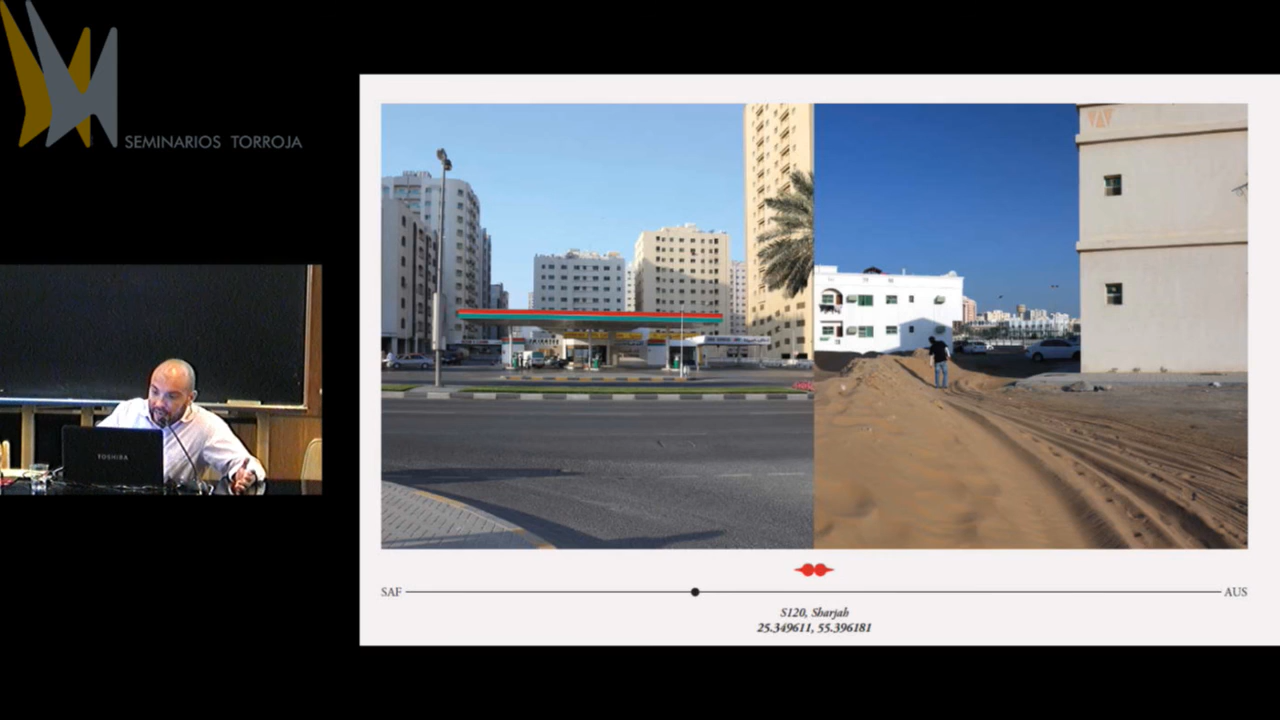 SEMINARIOS TORROJA
TOSHIBA
SAF
AUS
S120, Sharjah
25.349611, 55.396181